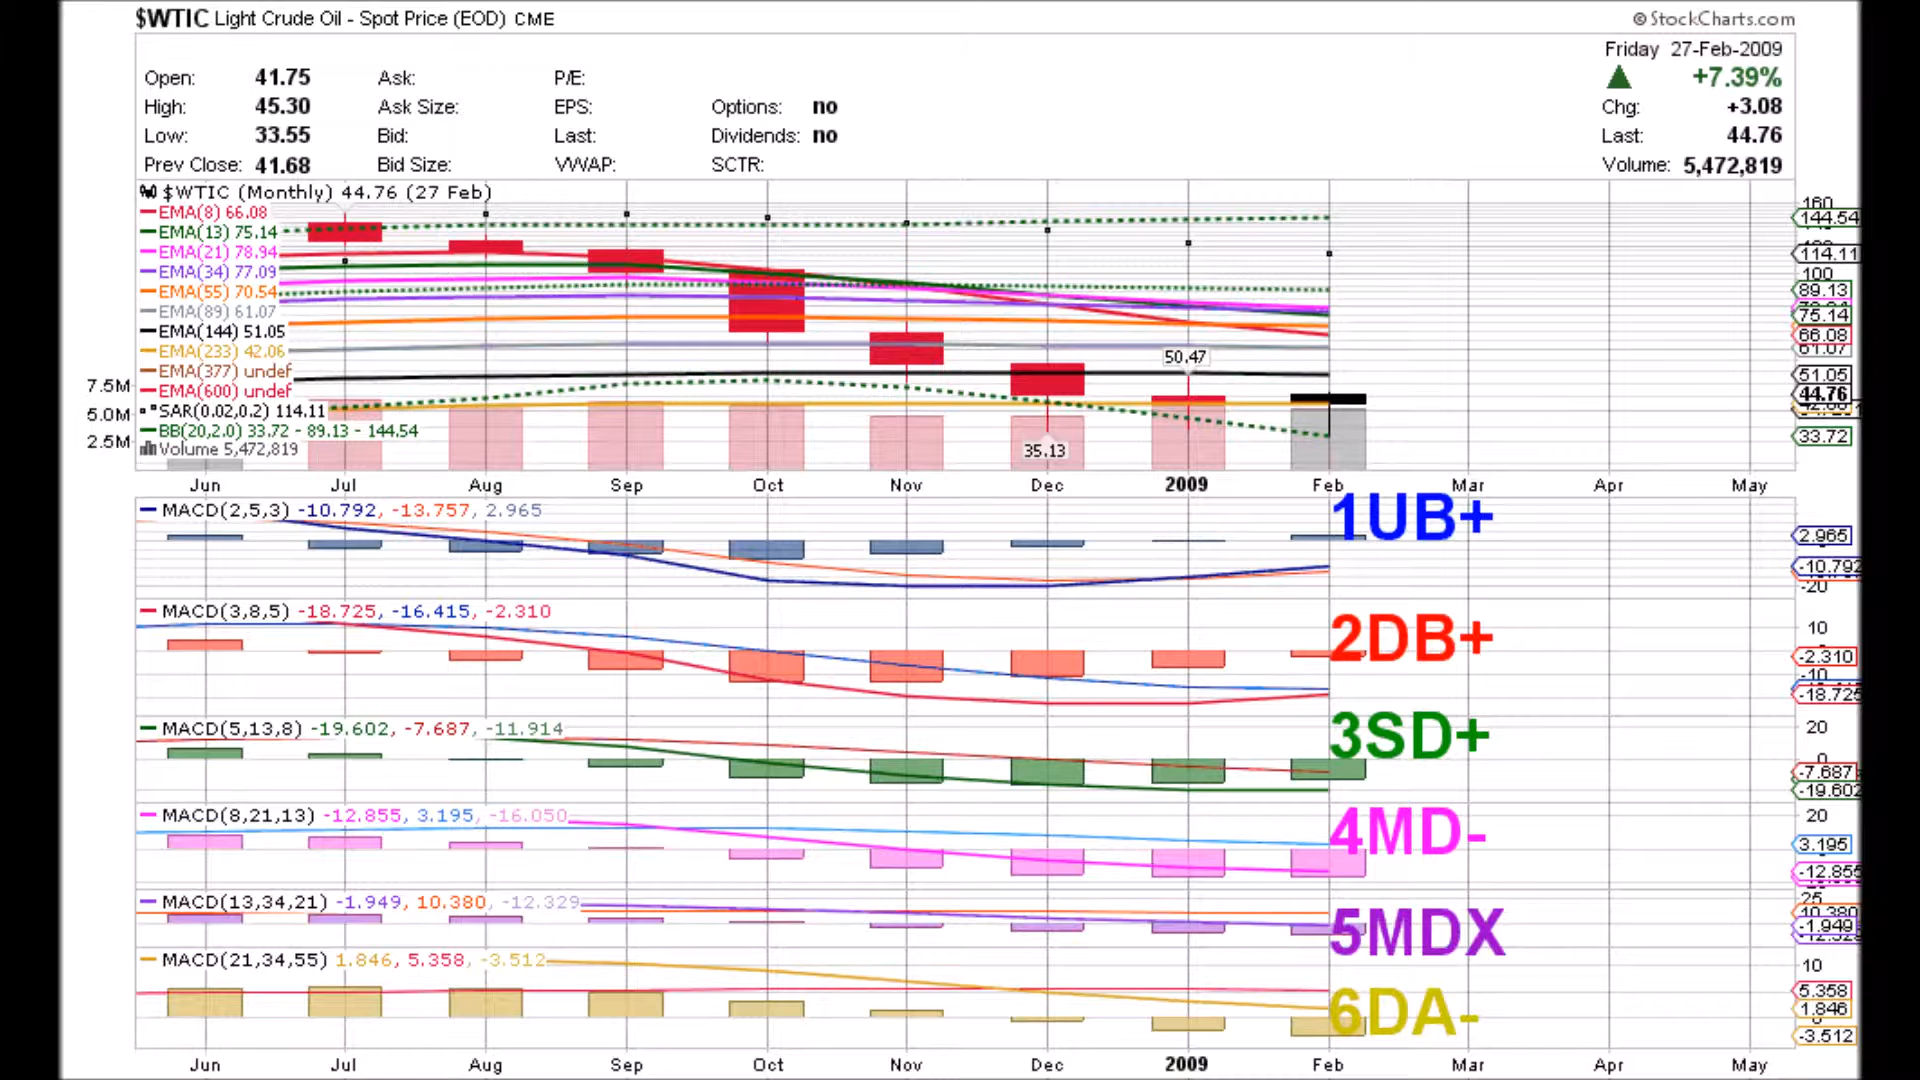 $WTIC Light Crude Oil - Spot Price (EOD) CME
© StockCharts.com
Friday 27-Feb-2009
Open: 41.75 Ask: P/E: +7.39%
High: 45.30 Ask Size: EPS: Options: no Chg: +3.08
Low: 33.55 Bid: Last: Dividends: no Last: 44.76
Prev Close: 41.68 Bid Size: VWAP: SCTR: Volume: 5,472,819
$WTIC (Monthly) 44.76 (27 Feb)
EMA(8) 66.08
EMA(13) 75.14
EMA(21) 78.94
EMA(34) 77.09
EMA(55) 70.54
EMA(89) 61.07
EMA(144) 51.05
EMA(233) 42.06
EMA(377) undef
EMA(600) undef
SAR(0.02,0.2) 114.11
BB(20,2.0) 33.72 - 89.13 - 144.54
Volume 5,472,819
7.5M
5.0M
2.5M
50.47
35.13
160
144.54
114.11
100
89.13
75.14
66.08
61.07
51.05
44.76
33.72
Jun Jul Aug Sep Oct Nov Dec 2009 Feb Mar Apr May
MACD(2,5,3) -10.792, -13.757, 2.965
1UB+
2.965
-10.792
-20
MACD(3,8,5) -18.725, -16.415, -2.310
2DB+
10
-2.310
-10
-18.725
MACD(5,13,8) -19.602, -7.687, -11.914
3SD+
20
0
-7.687
-19.602
MACD(8,21,13) -12.855, 3.195, -16.050
4MD-
20
3.195
-12.855
MACD(13,34,21) -1.949, 10.380, -12.329
5MDX
25
10.380
-1.949
MACD(21,34,55) 1.846, 5.358, -3.512
6DA-
10
5.358
1.846
-3.512
Jun Jul Aug Sep Oct Nov Dec 2009 Feb Mar Apr May